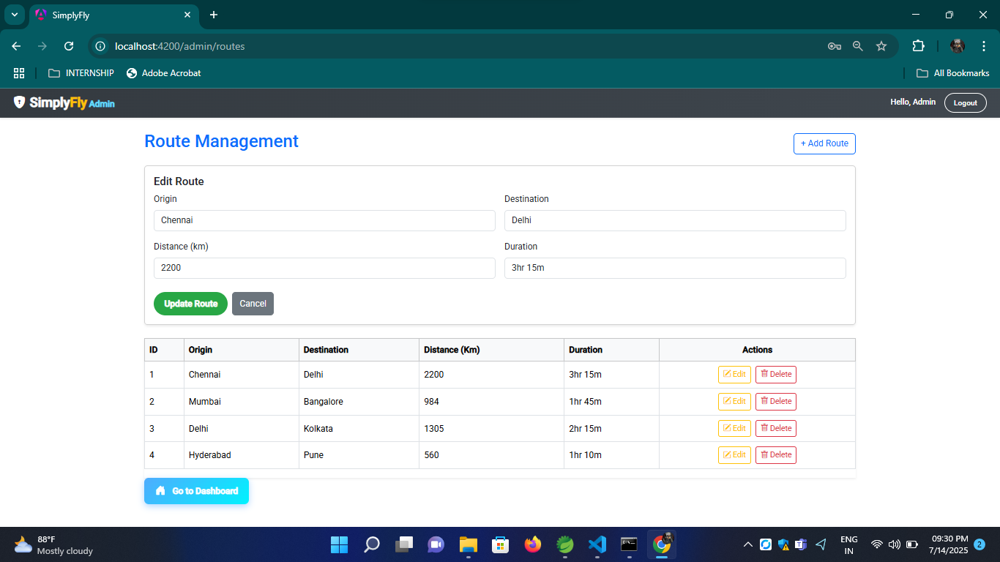 SimplyFly
localhost:4200/admin/routes
INTERNSHIP Adobe Acrobat All Bookmarks
SimplyFly Admin Hello, Admin Logout
Route Management + Add Route
Edit Route
Origin Destination
Chennai Delhi
Distance (km) Duration
2200 3hr 15m
Update Route Cancel
ID Origin Destination Distance (Km) Duration Actions
1 Chennai Delhi 2200 3hr 15m Edit Delete
2 Mumbai Bangalore 984 1hr 45m Edit Delete
3 Delhi Kolkata 1305 2hr 15m Edit Delete
4 Hyderabad Pune 560 1hr 10m Edit Delete
Go to Dashboard
88°F ENG 09:30 PM
Mostly cloudy IN 7/14/2025 2